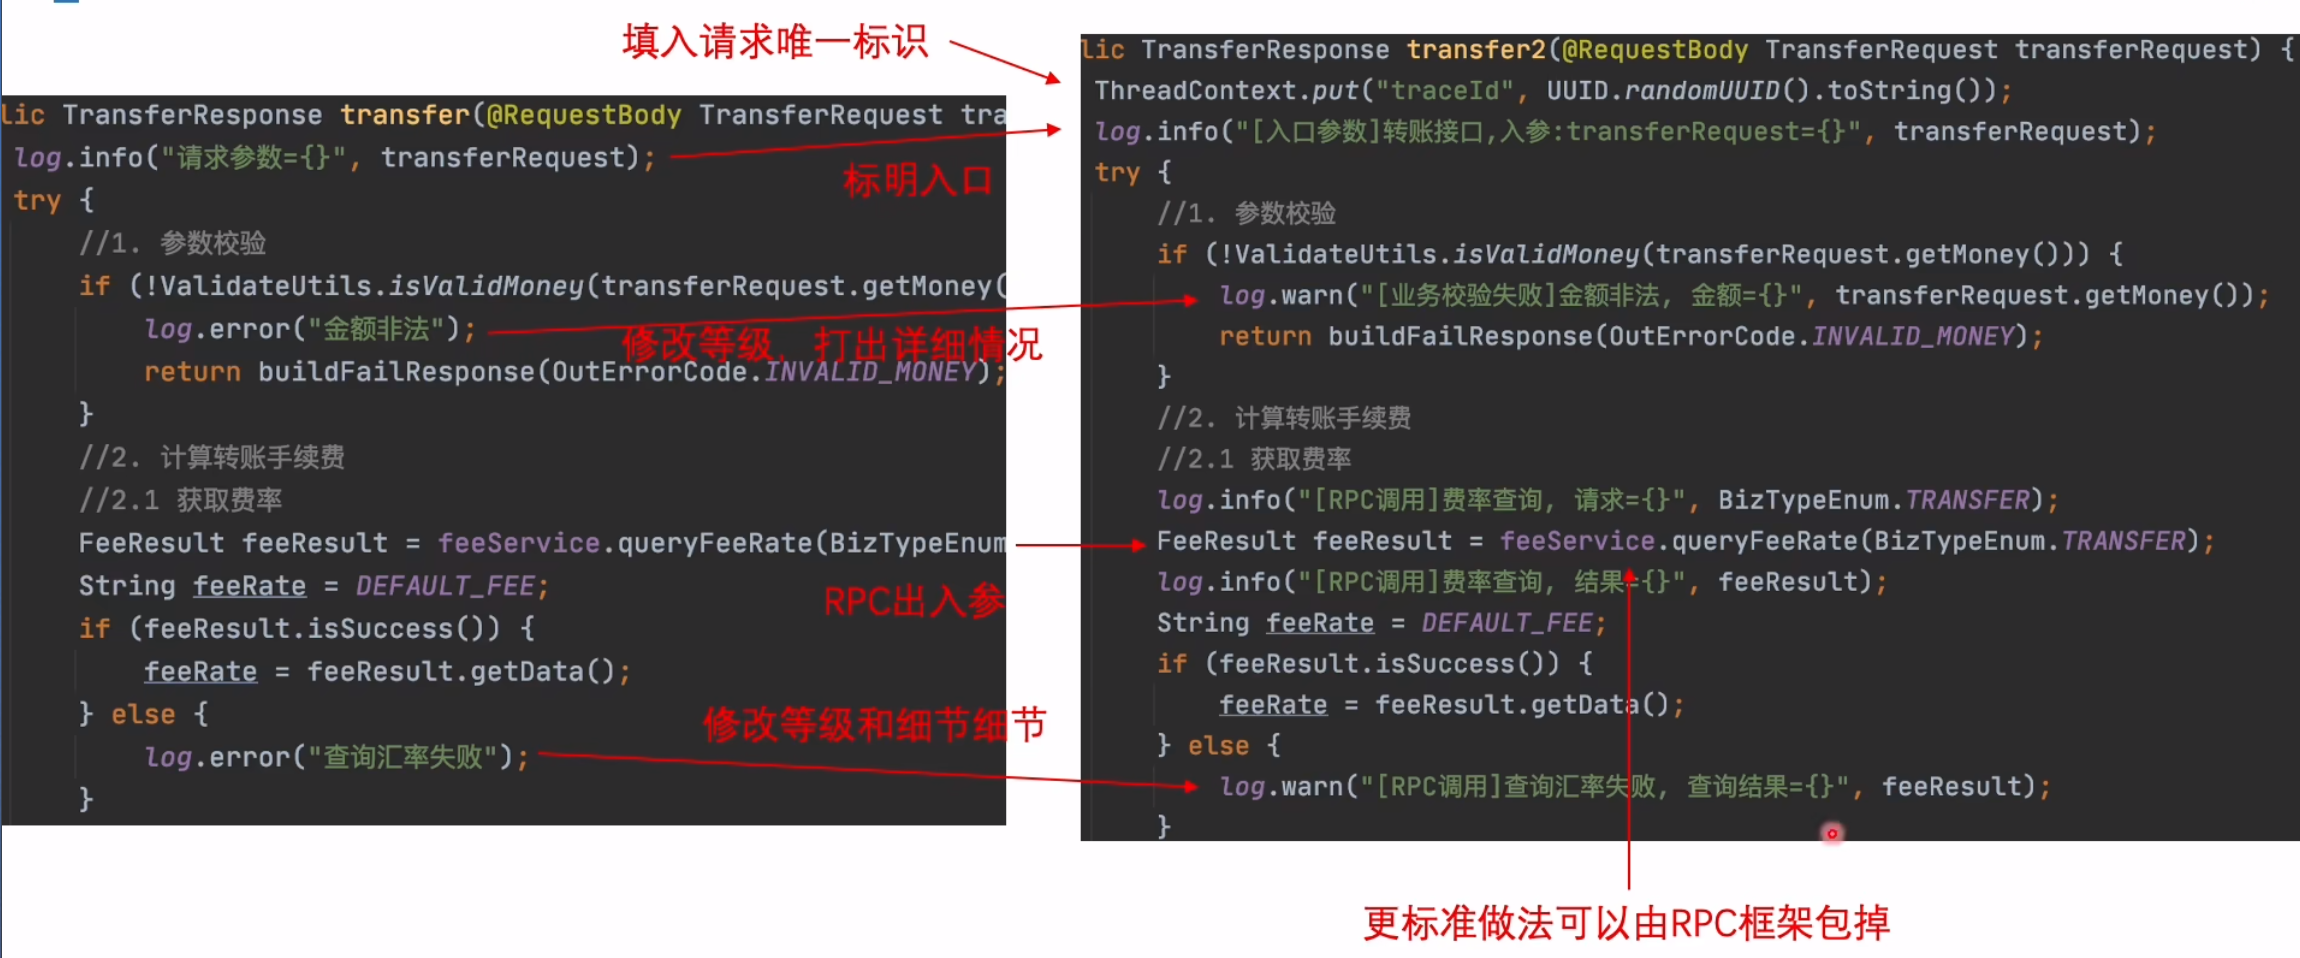 填入请求唯一标识
lic TransferResponse transfer(@RequestBody TransferRequest tra
log.info("请求参数={}", transferRequest);
标明入口
try {
//1. 参数校验
if (!ValidateUtils.isValidMoney(transferRequest.getMoney(
log.error("金额非法");
修改等级，打出详细情况
return buildFailResponse(OutErrorCode.INVALID_MONEY);
}
//2. 计算转账手续费
//2.1 获取费率
FeeResult feeResult = feeService.queryFeeRate(BizTypeEnum
RPC出入参
String feeRate = DEFAULT_FEE;
if (feeResult.isSuccess()) {
feeRate = feeResult.getData();
} else {
修改等级和细节细节
log.error("查询汇率失败");
}
lic TransferResponse transfer2(@RequestBody TransferRequest transferRequest) {
ThreadContext.put("traceId", UUID.randomUUID().toString());
log.info("[入口参数]转账接口,入参:transferRequest={}", transferRequest);
try {
//1. 参数校验
if (!ValidateUtils.isValidMoney(transferRequest.getMoney())) {
log.warn("[业务校验失败]金额非法, 金额={}", transferRequest.getMoney());
return buildFailResponse(OutErrorCode.INVALID_MONEY);
}
//2. 计算转账手续费
//2.1 获取费率
log.info("[RPC调用]费率查询, 请求={}", BizTypeEnum.TRANSFER);
FeeResult feeResult = feeService.queryFeeRate(BizTypeEnum.TRANSFER);
log.info("[RPC调用]费率查询, 结果={}", feeResult);
String feeRate = DEFAULT_FEE;
if (feeResult.isSuccess()) {
feeRate = feeResult.getData();
} else {
log.warn("[RPC调用]查询汇率失败, 查询结果={}", feeResult);
}
更标准做法可以由RPC框架包掉